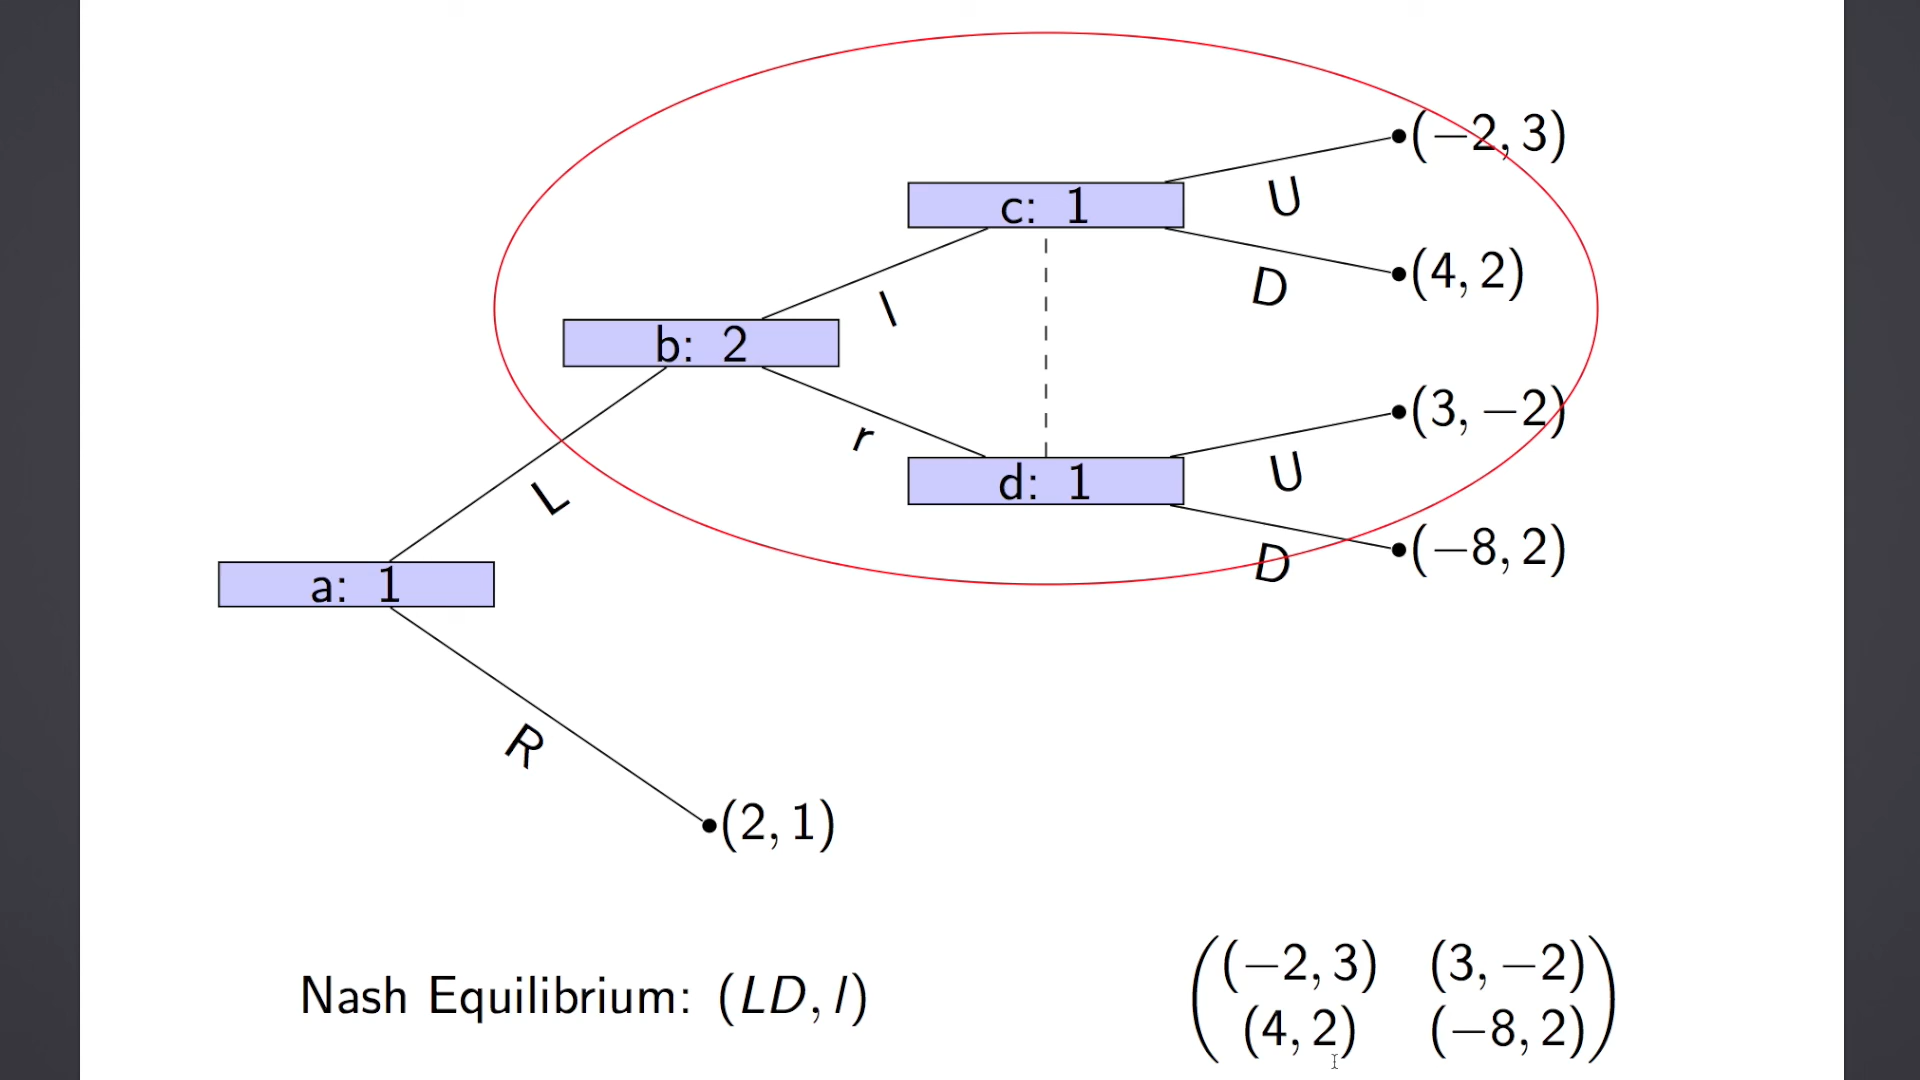 (−2, 3)
c: 1
U
D
(4, 2)
l
b: 2
r
(3, −2)
d: 1
U
D
(−8, 2)
L
a: 1
R
(2, 1)
Nash Equilibrium: (LD, l)
(−2, 3) (3, −2)
(4, 2) (−8, 2)